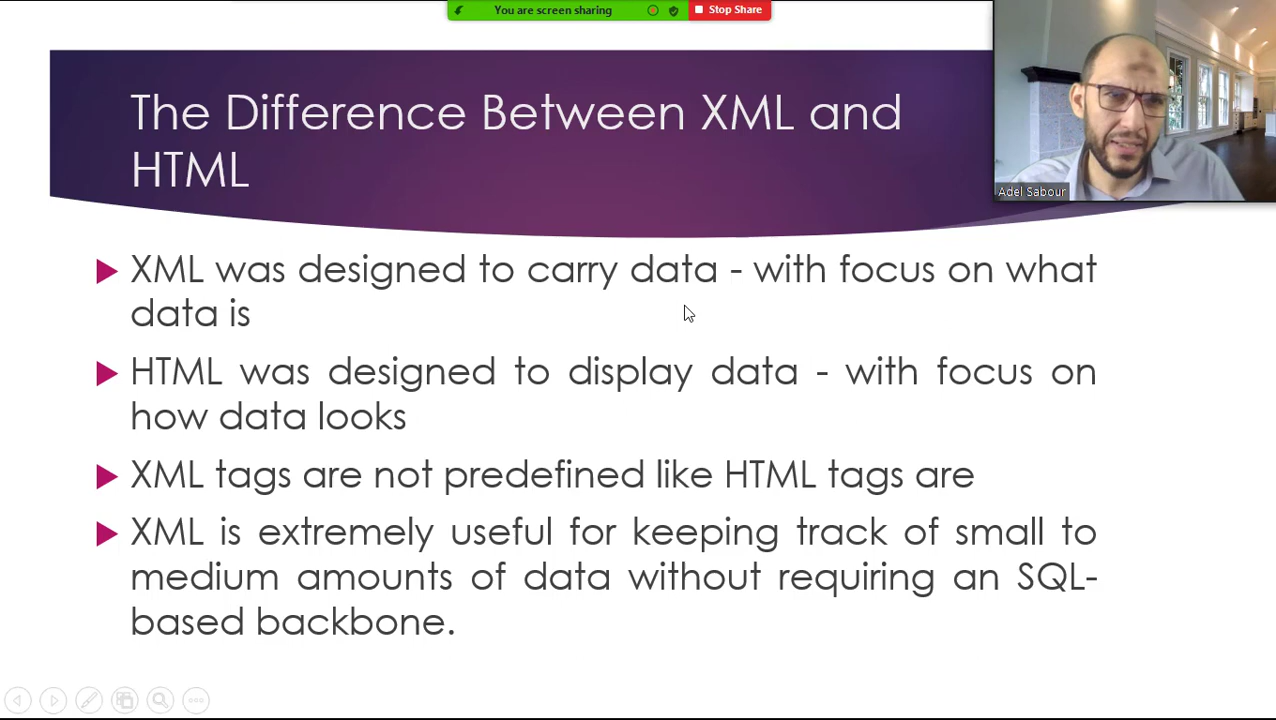 You are screen sharing
Stop Share
The Difference Between XML and
HTML
Adel Sabour
XML was designed to carry data - with focus on what
data is
HTML was designed to display data - with focus on
how data looks
XML tags are not predefined like HTML tags are
XML is extremely useful for keeping track of small to
medium amounts of data without requiring an SQL-
based backbone.